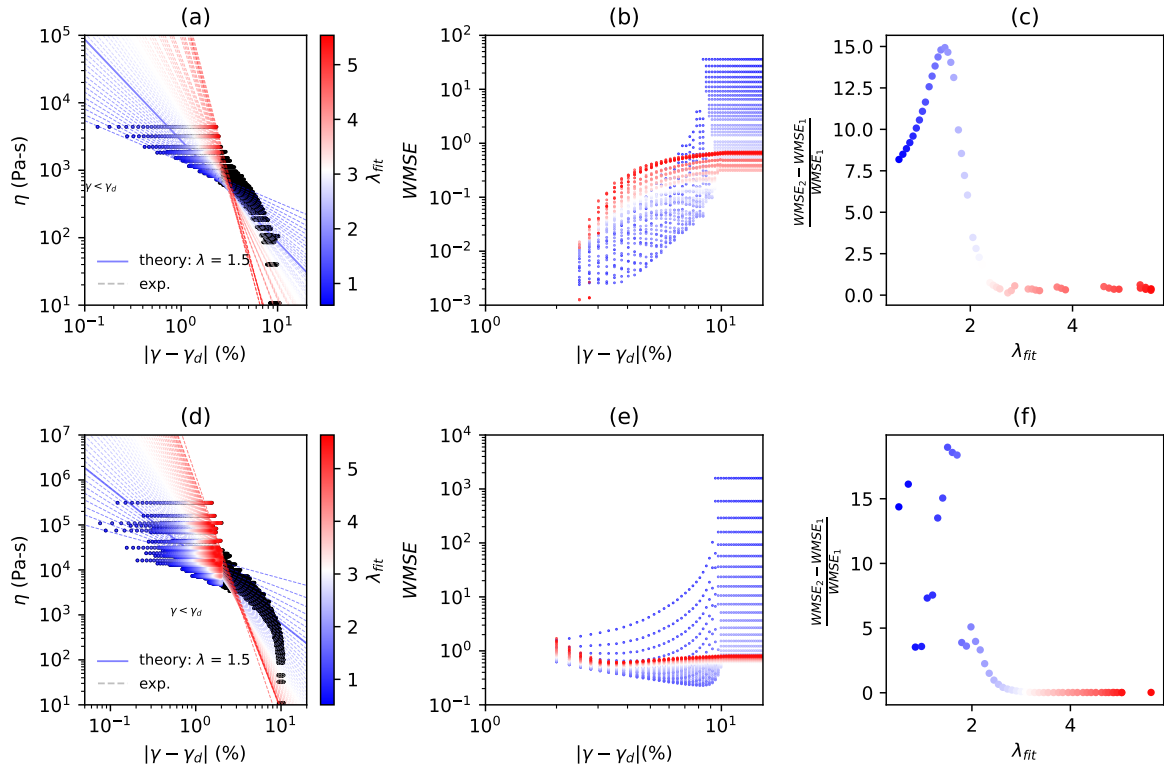 (a)
10^5
10^4
10^3
10^2
10^1
η (Pa-s)
γ < γ_d
theory: λ = 1.5
exp.
10^-1 10^0 10^1
|γ − γ_d| (%)
5
4
3
2
1
λ_fit
(b)
10^2
10^1
10^0
10^-1
10^-2
10^-3
WMSE
10^0 10^1
|γ − γ_d|(%)
(c)
15.0
12.5
10.0
7.5
5.0
2.5
0.0
WMSE_2 − WMSE_1
WMSE_1
2 4
λ_fit
(d)
10^7
10^6
10^5
10^4
10^3
10^2
10^1
η (Pa-s)
γ < γ_d
theory: λ = 1.5
exp.
10^-1 10^0 10^1
|γ − γ_d| (%)
5
4
3
2
1
λ_fit
(e)
10^4
10^3
10^2
10^1
10^0
10^-1
10^-2
WMSE
10^0 10^1
|γ − γ_d|(%)
(f)
15
10
5
0
WMSE_2 − WMSE_1
WMSE_1
2 4
λ_fit